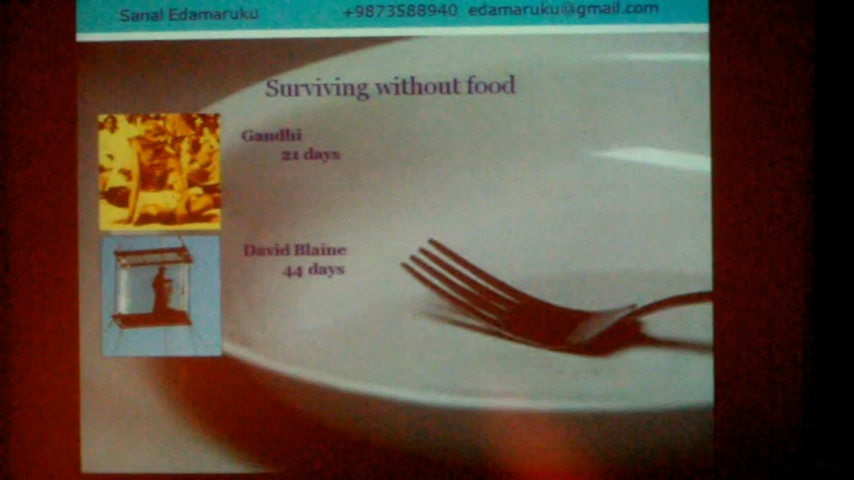 Sanal Edamaruku +9873588940 edamaruku@gmail.com
Surviving without food
Gandhi
21 days
David Blaine
44 days